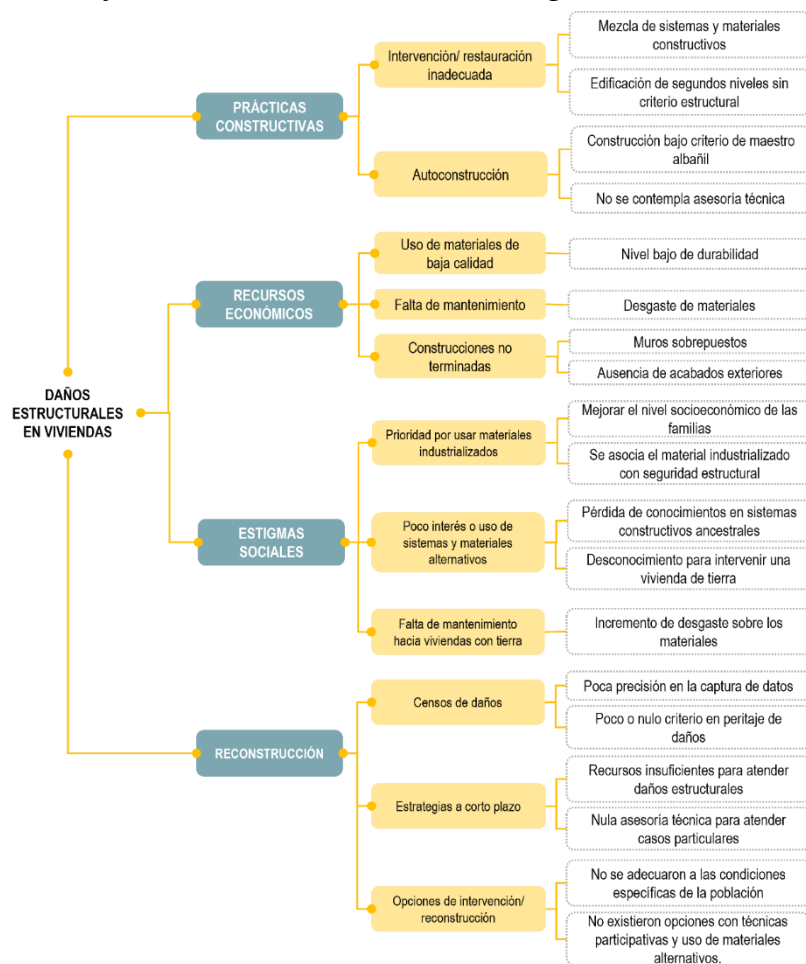 DAÑOS
ESTRUCTURALES
EN VIVIENDAS
PRÁCTICAS
CONSTRUCTIVAS
Intervención/ restauración
inadecuada
Mezcla de sistemas y materiales
constructivos
Edificación de segundos niveles sin
criterio estructural
Autoconstrucción
Construcción bajo criterio de maestro
albañil
No se contempla asesoría técnica
RECURSOS
ECONÓMICOS
Uso de materiales de
baja calidad
Nivel bajo de durabilidad
Falta de mantenimiento
Desgaste de materiales
Construcciones no
terminadas
Muros sobrepuestos
Ausencia de acabados exteriores
ESTIGMAS
SOCIALES
Prioridad por usar materiales
industrializados
Mejorar el nivel socioeconómico de las
familias
Se asocia el material industrializado
con seguridad estructural
Poco interés o uso de
sistemas y materiales
alternativos
Pérdida de conocimientos en sistemas
constructivos ancestrales
Desconocimiento para intervenir una
vivienda de tierra
Falta de mantenimiento
hacia viviendas con tierra
Incremento de desgaste sobre los
materiales
RECONSTRUCCIÓN
Censos de daños
Poca precisión en la captura de datos
Poco o nulo criterio en peritaje de
daños
Estrategias a corto plazo
Recursos insuficientes para atender
daños estructurales
Nula asesoría técnica para atender
casos particulares
Opciones de intervención/
reconstrucción
No se adecuaron a las condiciones
específicas de la población
No existieron opciones con técnicas
participativas y uso de materiales
alternativos.